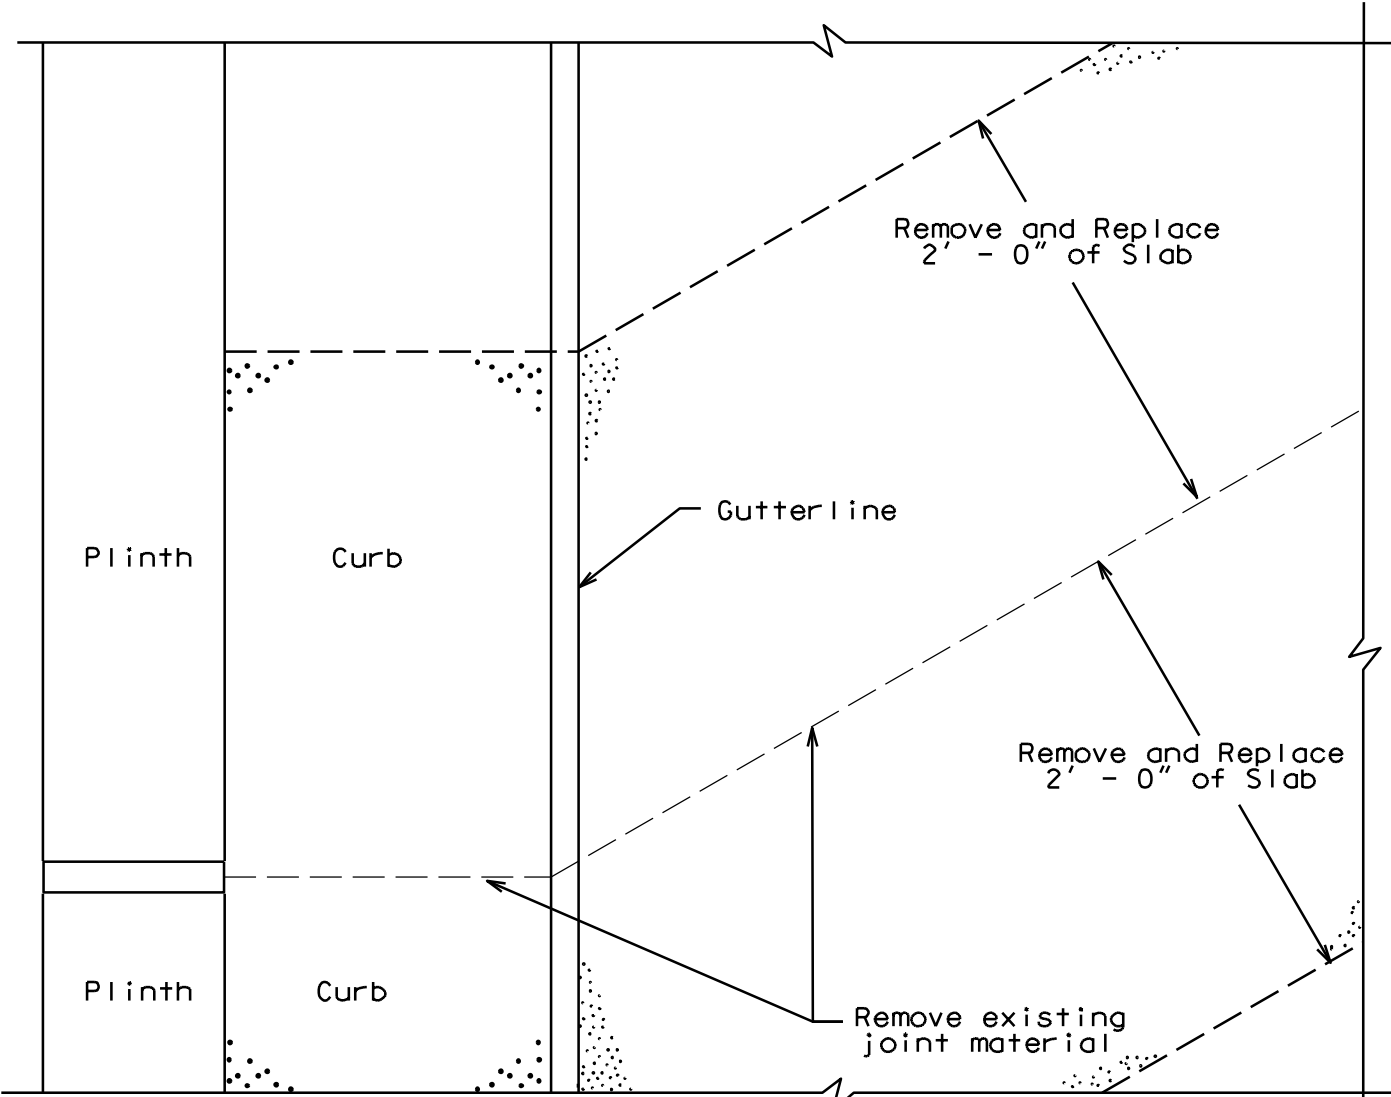 Remove and Replace
2' - 0" of Slab
Gutterline
Plinth
Curb
Remove and Replace
2' - 0" of Slab
Plinth
Curb
Remove existing
joint material